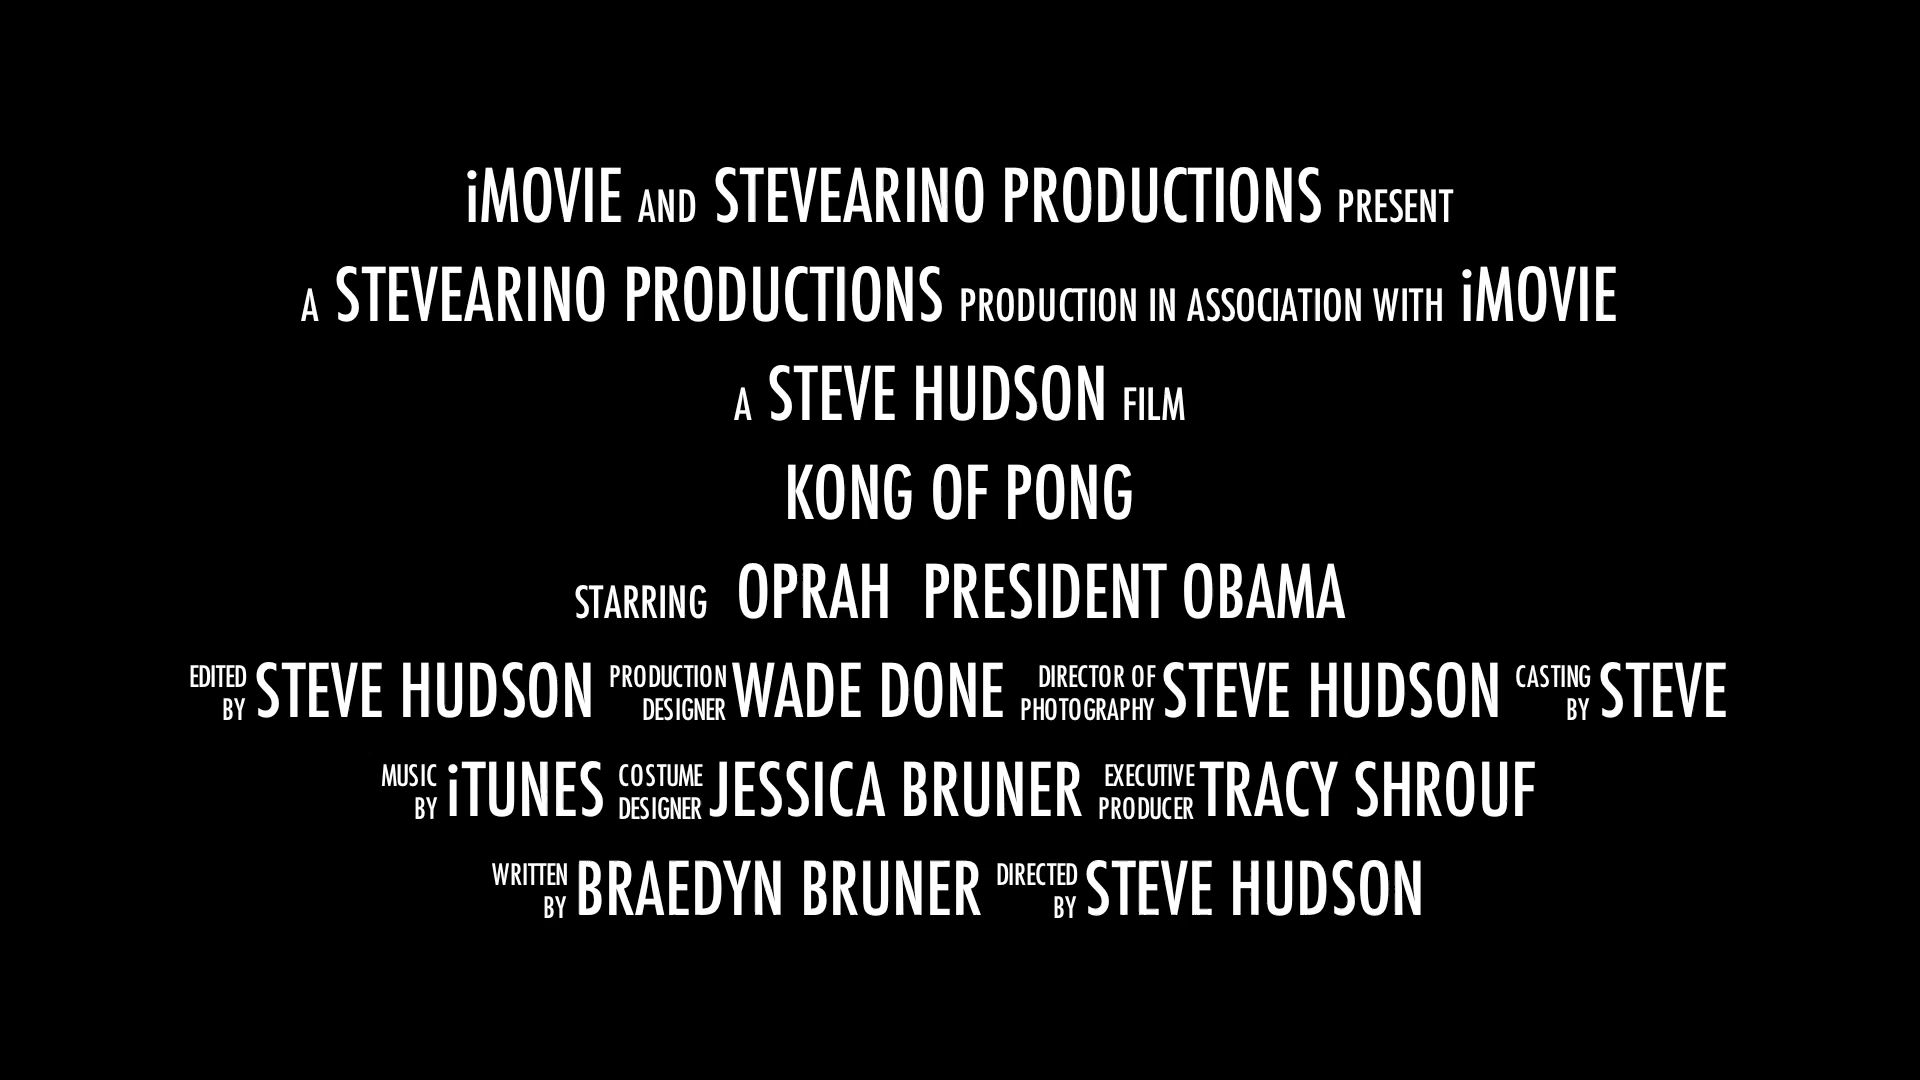 iMOVIE AND STEVEARINO PRODUCTIONS PRESENT
A STEVEARINO PRODUCTIONS PRODUCTION IN ASSOCIATION WITH iMOVIE
A STEVE HUDSON FILM
KONG OF PONG
STARRING OPRAH PRESIDENT OBAMA
EDITED BY STEVE HUDSON PRODUCTION DESIGNER WADE DONE DIRECTOR OF PHOTOGRAPHY STEVE HUDSON CASTING BY STEVE
MUSIC BY iTUNES COSTUME DESIGNER JESSICA BRUNER EXECUTIVE PRODUCER TRACY SHROUF
WRITTEN BY BRAEDYN BRUNER DIRECTED BY STEVE HUDSON